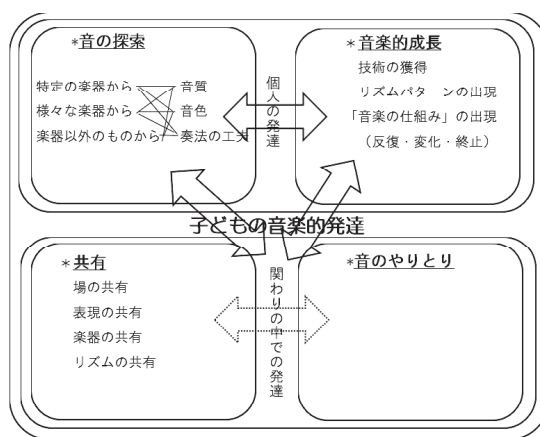 *音の探索
特定の楽器から 音質
様々な楽器から 音色
楽器以外のものから 奏法の工夫
個人の発達
*音楽的成長
技術の獲得
リズムパターンの出現
「音楽の仕組み」の出現
(反復・変化・終止)
子どもの音楽的発達
*共有
場の共有
表現の共有
楽器の共有
リズムの共有
関わりの中での発達
*音のやりとり